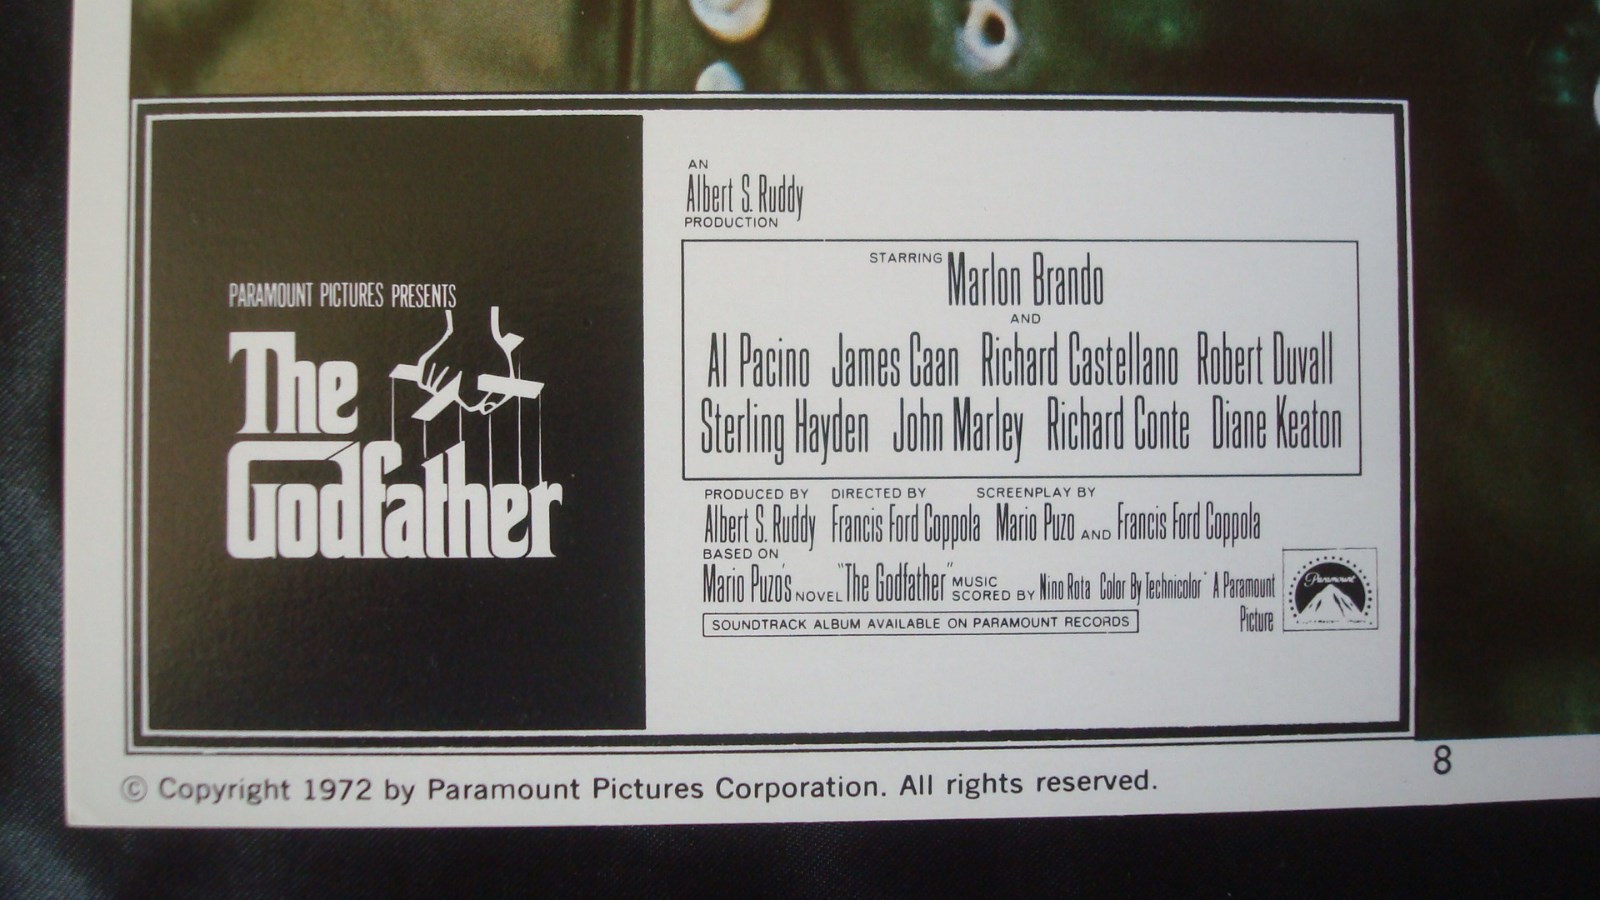 PARAMOUNT PICTURES PRESENTS
The
Godfather
AN
Albert S. Ruddy
PRODUCTION
STARRING Marlon Brando
AND
Al Pacino James Caan Richard Castellano Robert Duvall
Sterling Hayden John Marley Richard Conte Diane Keaton
PRODUCED BY DIRECTED BY SCREENPLAY BY
Albert S. Ruddy Francis Ford Coppola Mario Puzo AND Francis Ford Coppola
BASED ON
Mario Puzo's NOVEL "The Godfather" MUSIC SCORED BY Nino Rota Color By Technicolor® A Paramount Picture
Paramount
SOUNDTRACK ALBUM AVAILABLE ON PARAMOUNT RECORDS
© Copyright 1972 by Paramount Pictures Corporation. All rights reserved.
8